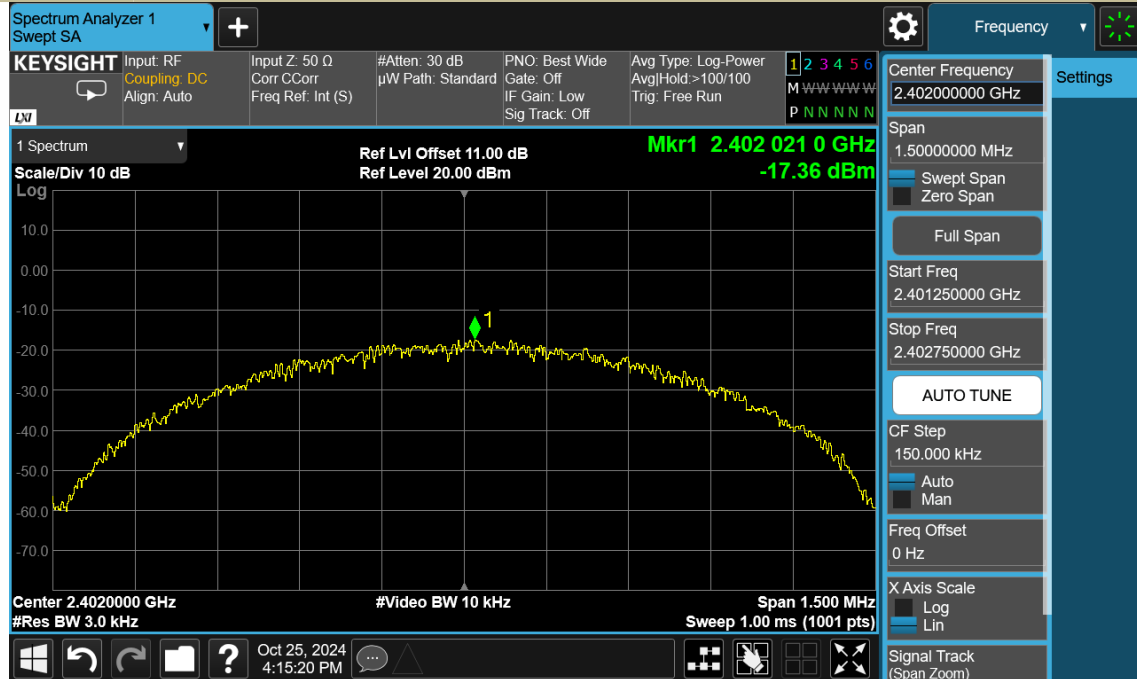 Spectrum Analyzer 1
Swept SA
Frequency
KEYSIGHT
LXI
Input: RF
Coupling: DC
Align: Auto
Input Z: 50 Ω
Corr CCorr
Freq Ref: Int (S)
#Atten: 30 dB
µW Path: Standard
PNO: Best Wide
Gate: Off
IF Gain: Low
Sig Track: Off
Avg Type: Log-Power
Avg|Hold:>100/100
Trig: Free Run
1 2 3 4 5 6
M W W W W W
P N N N N N
1 Spectrum
Scale/Div 10 dB
Ref Lvl Offset 11.00 dB
Ref Level 20.00 dBm
Mkr1 2.402 021 0 GHz
-17.36 dBm
Log
10.0
0.00
-10.0
-20.0
-30.0
-40.0
-50.0
-60.0
-70.0
1
Center 2.4020000 GHz
#Res BW 3.0 kHz
#Video BW 10 kHz
Span 1.500 MHz
Sweep 1.00 ms (1001 pts)
Oct 25, 2024
4:15:20 PM
Center Frequency
2.402000000 GHz
Settings
Span
1.50000000 MHz
Swept Span
Zero Span
Full Span
Start Freq
2.401250000 GHz
Stop Freq
2.402750000 GHz
AUTO TUNE
CF Step
150.000 kHz
Auto
Man
Freq Offset
0 Hz
X Axis Scale
Log
Lin
Signal Track
(Span Zoom)